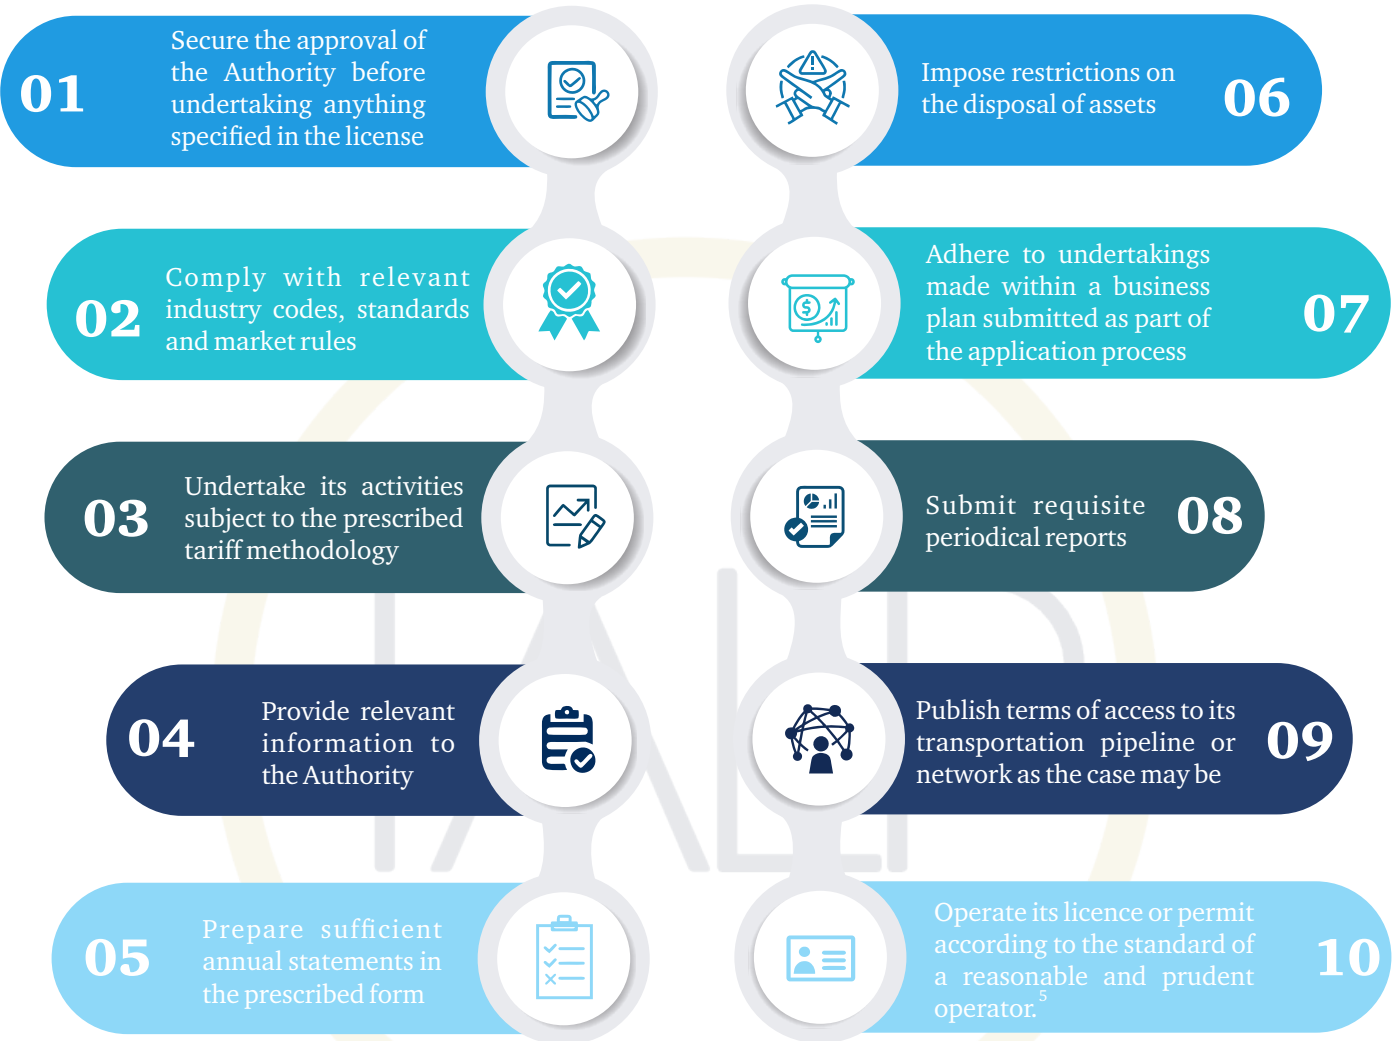 01
Secure the approval of
the Authority before
undertaking anything
specified in the license
02
Comply with relevant
industry codes, standards
and market rules
03
Undertake its activities
subject to the prescribed
tariff methodology
04
Provide relevant
information to
the Authority
05
Prepare sufficient
annual statements in
the prescribed form
06
Impose restrictions on
the disposal of assets
07
Adhere to undertakings
made within a business
plan submitted as part of
the application process
08
Submit requisite
periodical reports
09
Publish terms of access to its
transportation pipeline or
network as the case may be
10
Operate its licence or permit
according to the standard of
a reasonable and prudent
operator.5